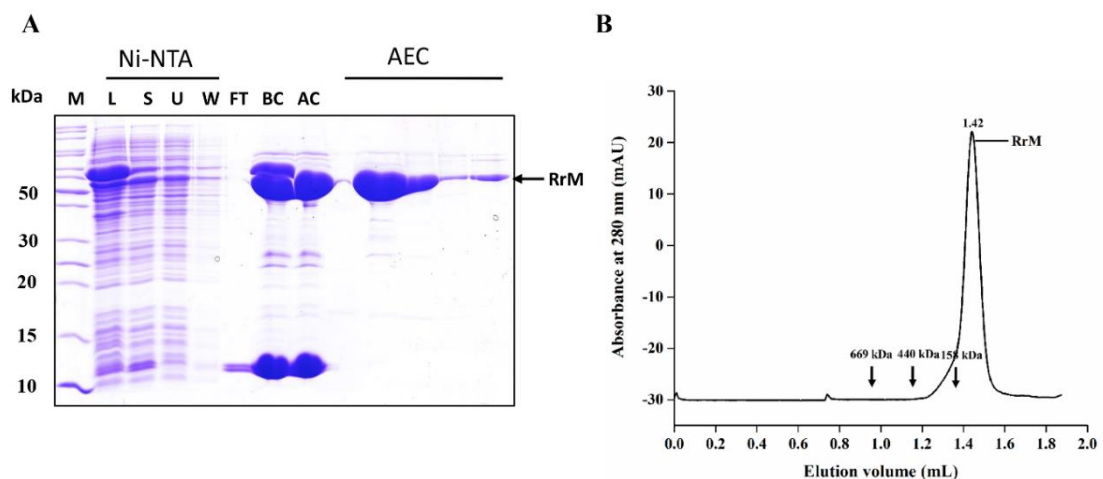 A
Ni-NTA
AEC
kDa M L S U W FT BC AC
50
30
20
15
10
RrM
B
Absorbance at 280 nm (mAU)
30
20
10
0
-10
-20
-30
1.42
RrM
669 kDa 440 kDa 158 kDa
0.0 0.2 0.4 0.6 0.8 1.0 1.2 1.4 1.6 1.8 2.0
Elution volume (mL)